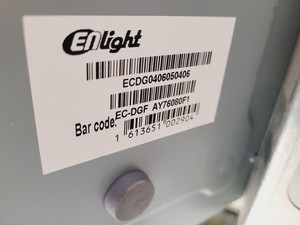 Enlight
ECDG0406050406
EC-DGF AY76080F1
Bar code:
1 613651 002904